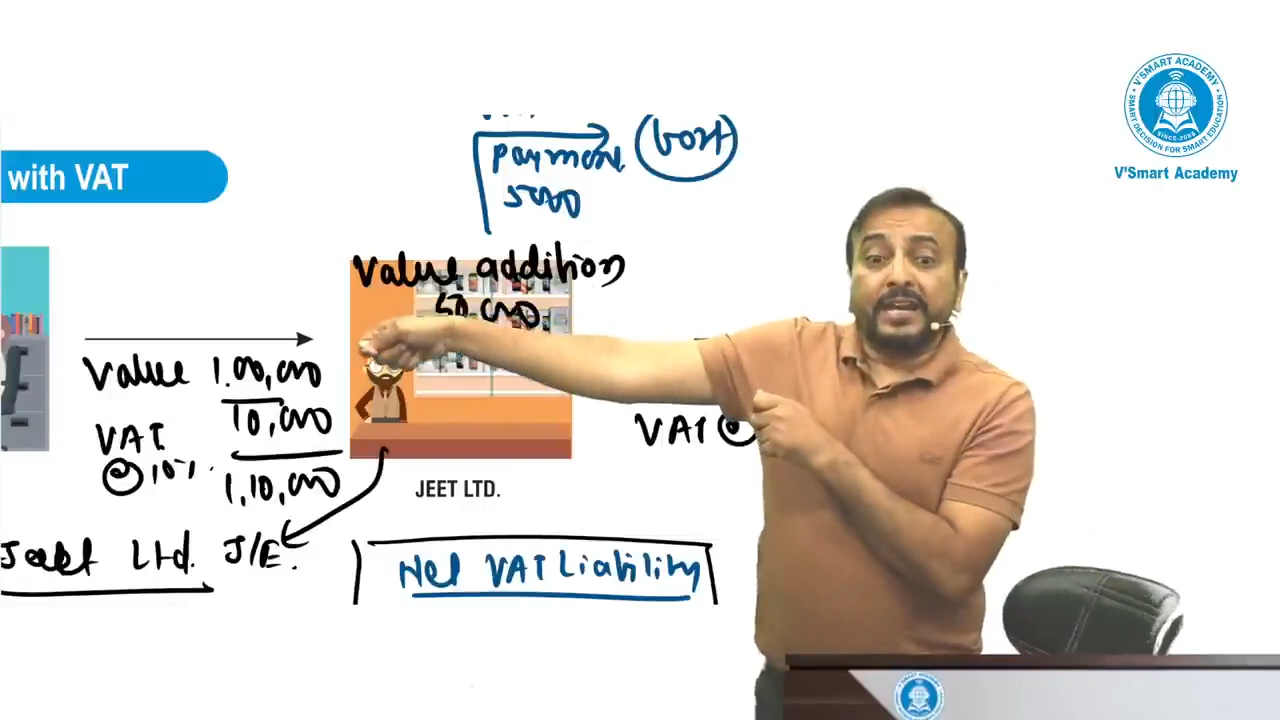 V'SMART ACADEMY
SMART DECISION FOR SMART EDUCATION
SINCE.2008
V'Smart Academy
with VAT
payment
5000
Govt
Value addition
50,000
Value 1,00,000
VAT 10,000
@ 10%
1,10,000
VAT @
JEET LTD.
Jeet Ltd. J/E.
Net VAT Liability